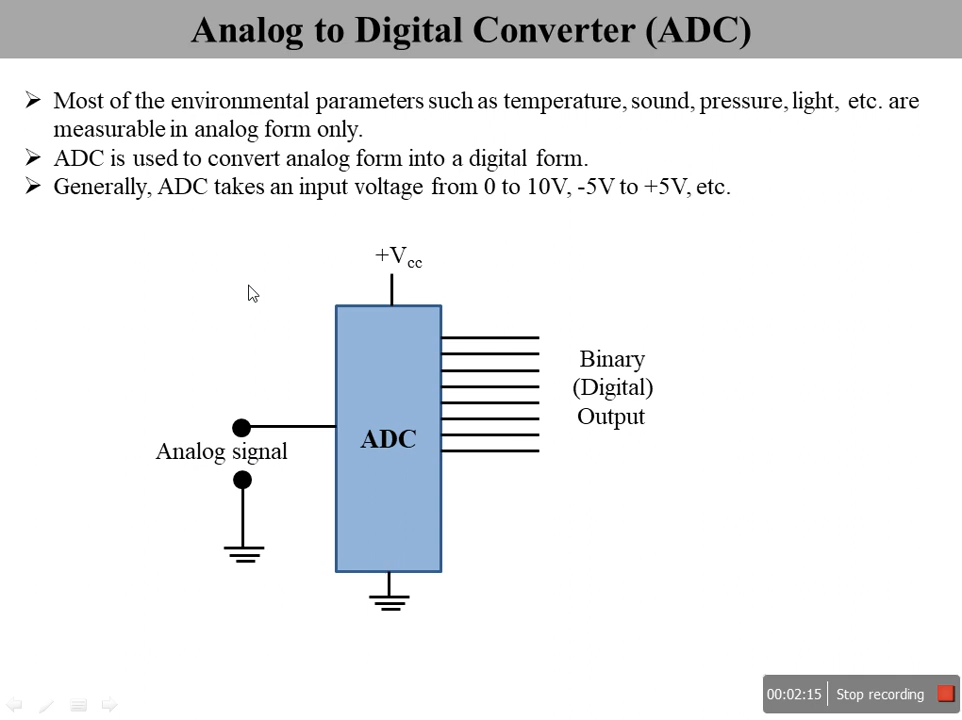 Analog to Digital Converter (ADC)
➢ Most of the environmental parameters such as temperature, sound, pressure, light, etc. are
measurable in analog form only.
➢ ADC is used to convert analog form into a digital form.
➢ Generally, ADC takes an input voltage from 0 to 10V, -5V to +5V, etc.
+Vcc
Binary
(Digital)
Output
ADC
Analog signal
00:02:15 Stop recording